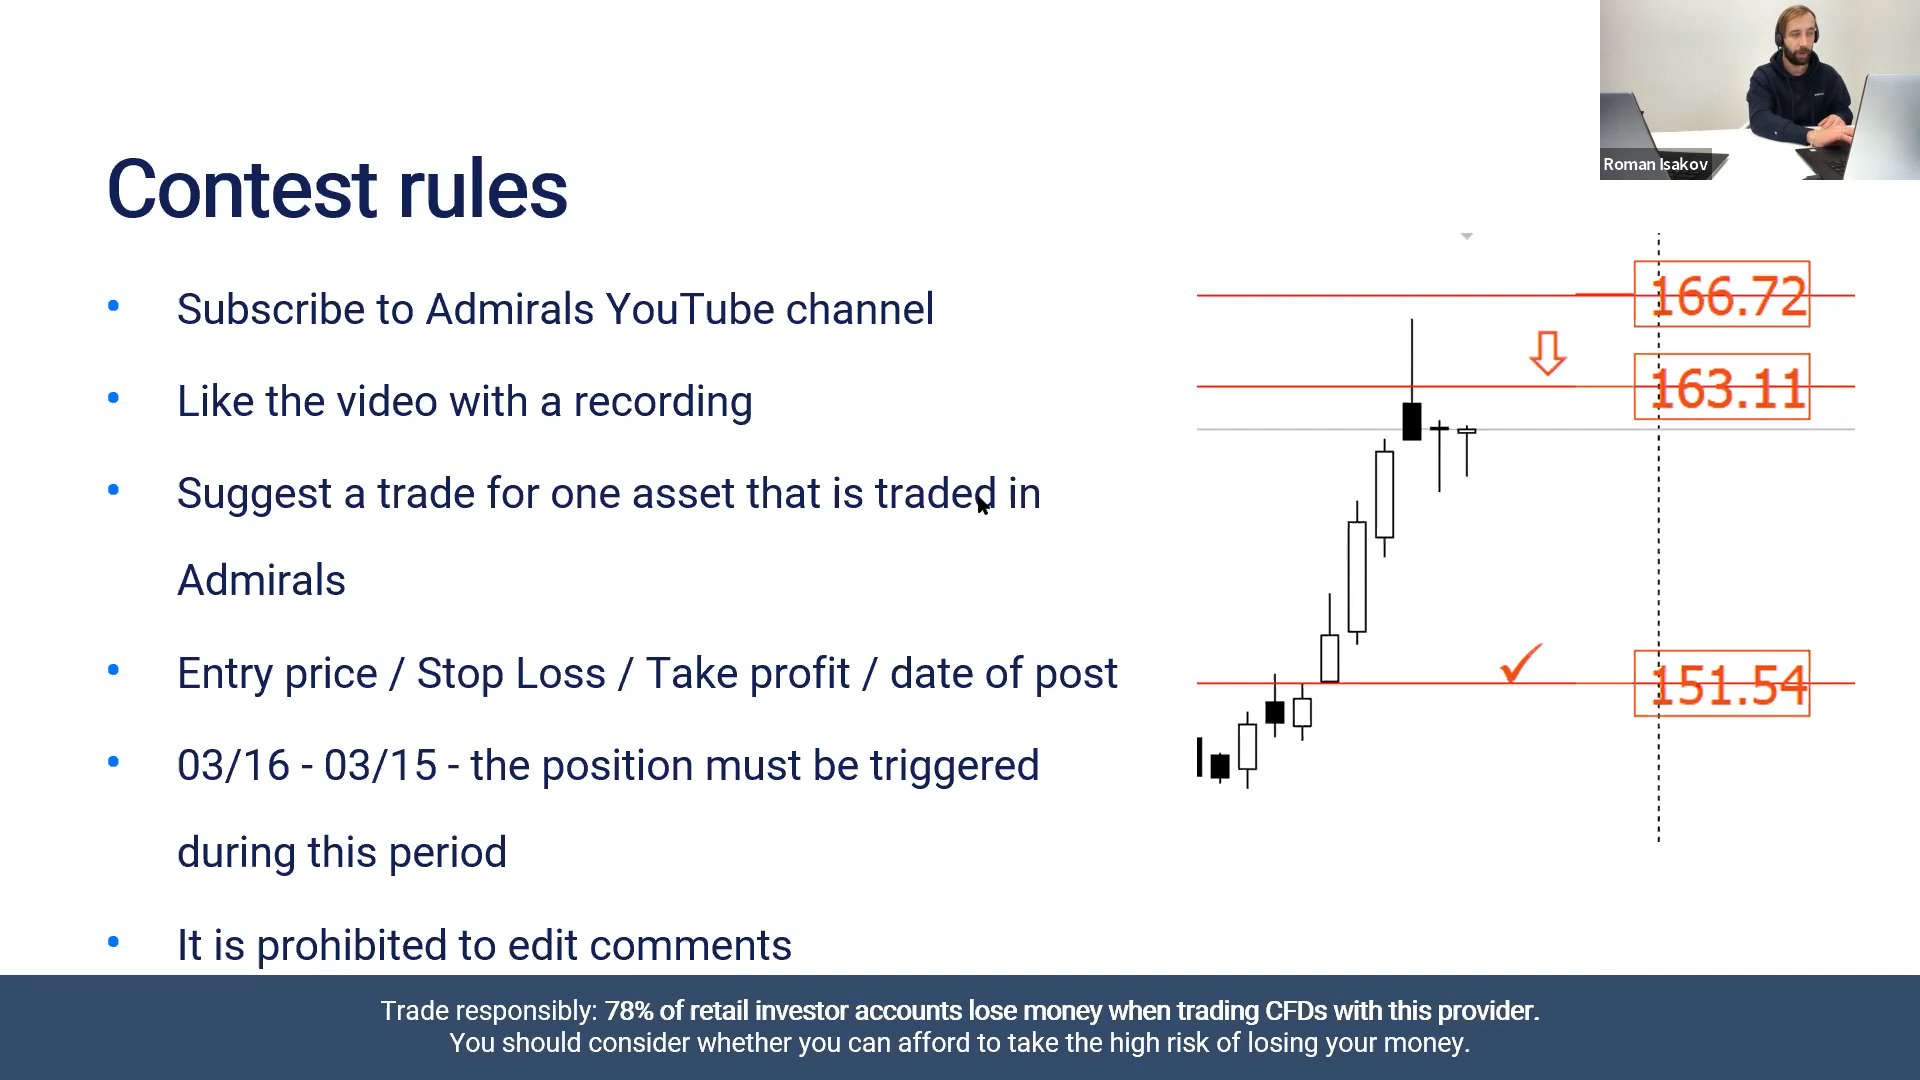 Roman Isakov
Contest rules
• Subscribe to Admirals YouTube channel
• Like the video with a recording
• Suggest a trade for one asset that is traded in
Admirals
• Entry price / Stop Loss / Take profit / date of post
• 03/16 - 03/15 - the position must be triggered
during this period
• It is prohibited to edit comments
166.72
163.11
151.54
Trade responsibly: 78% of retail investor accounts lose money when trading CFDs with this provider.
You should consider whether you can afford to take the high risk of losing your money.